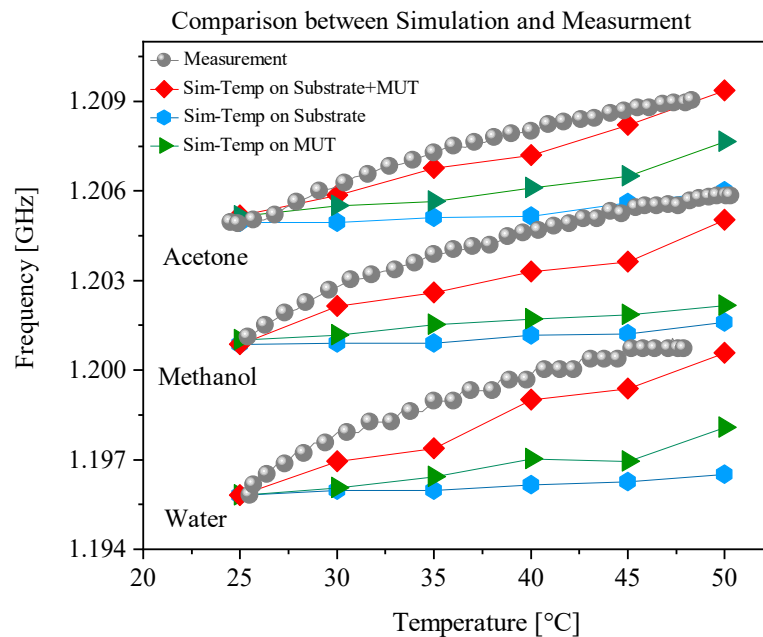 Comparison between Simulation and Measurment
Measurement
Sim-Temp on Substrate+MUT
Sim-Temp on Substrate
Sim-Temp on MUT
1.209
1.206
1.203
1.200
1.197
1.194
Frequency [GHz]
Acetone
Methanol
Water
20 25 30 35 40 45 50
Temperature [°C]